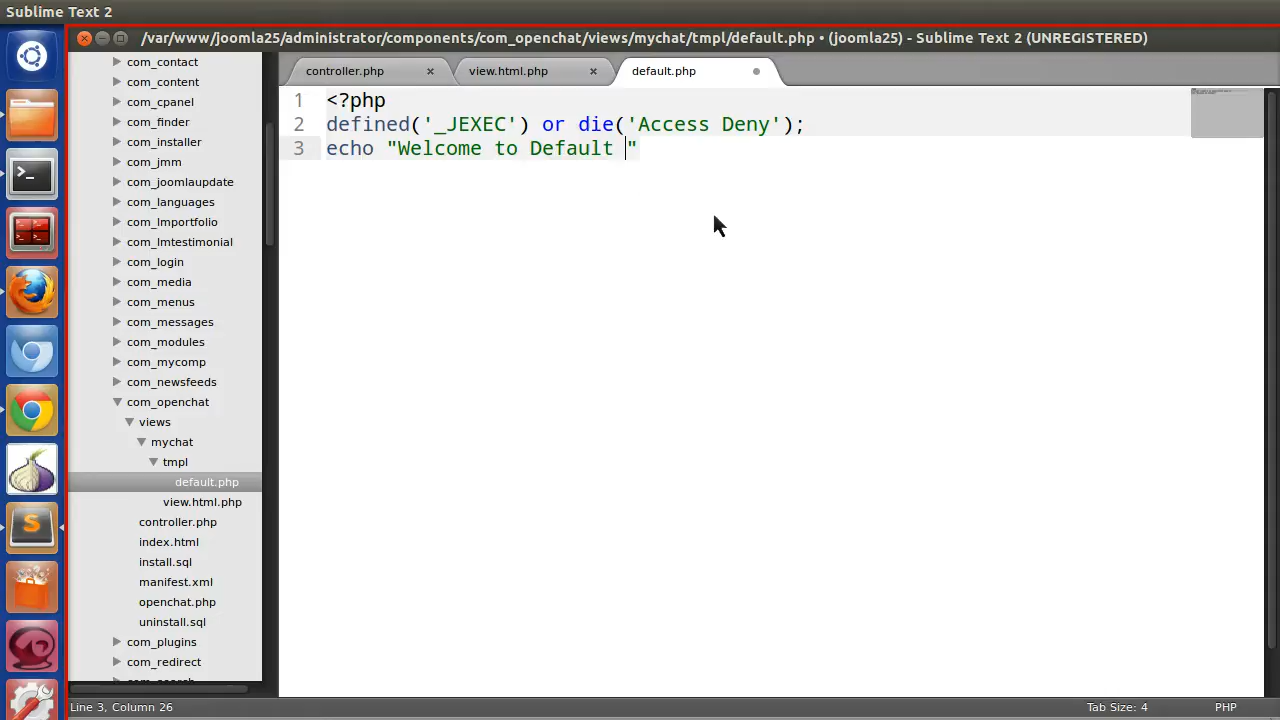 Sublime Text 2
/var/www/joomla25/administrator/components/com_openchat/views/mychat/tmpl/default.php • (joomla25) - Sublime Text 2 (UNREGISTERED)
com_contact
com_content
com_cpanel
com_finder
com_installer
com_jmm
com_joomlaupdate
com_languages
com_lmportfolio
com_lmtestimonial
com_login
com_media
com_menus
com_messages
com_modules
com_mycomp
com_newsfeeds
com_openchat
views
mychat
tmpl
default.php
view.html.php
controller.php
index.html
install.sql
manifest.xml
openchat.php
uninstall.sql
com_plugins
com_redirect
controller.php
view.html.php
default.php
1 <?php
2 defined('_JEXEC') or die('Access Deny');
3 echo "Welcome to Default "
Line 3, Column 26
Tab Size: 4
PHP